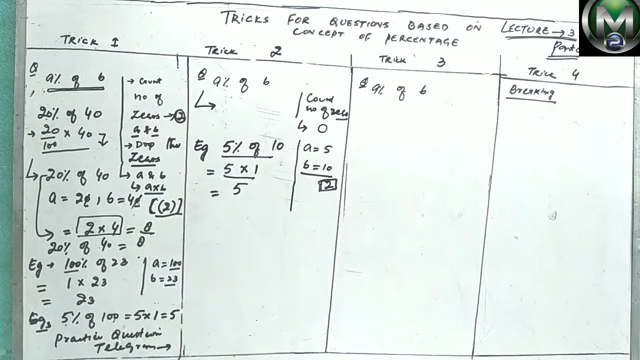 TRICKS FOR QUESTIONS BASED ON LECTURE → 3
CONCEPT OF PERCENTAGE
TRICK 1
Q a% of b
20% of 40
→ 20 × 40
100
→ 20% of 40
a = 20, b = 40
= 2 × 4 = 8
20% of 40 = 8
Eg → 100% of 23
= 1 × 23
= 23
Eg3 5% of 100 = 5×1 = 5
Practice Question
Telegram →
→ Count
no of
zeros → 2
a & b
→ Drop the
zeros
→ a & b
→ a×b
[(2)]
a = 100
b = 23
TRICK 2
Q a% of b
Count
no of zeros
→ 0
Eg 5% of 10
= 5 × 1
= 5
a = 5
b = 10
2
TRICK 3
Q a% of b
TRICK 4
Breaking
M2